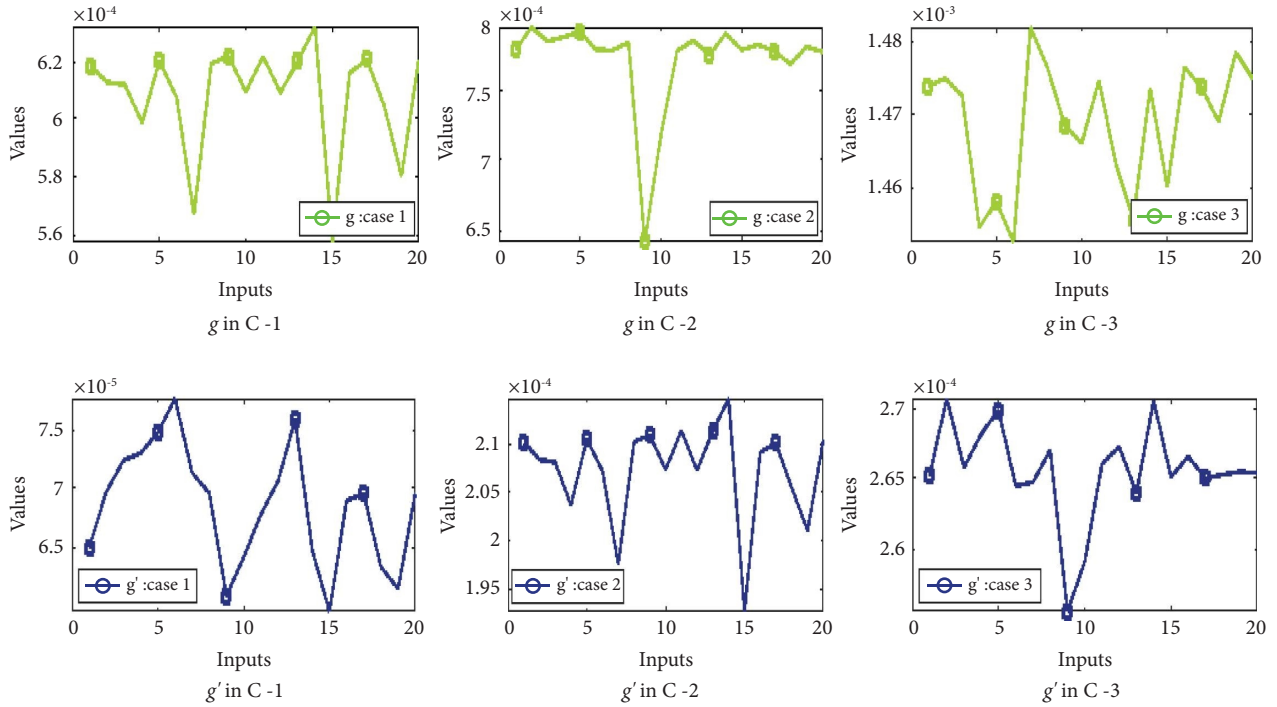 ×10⁻⁴
6.2
6
5.8
5.6
Values
g :case 1
0 5 10 15 20
Inputs
g in C -1
×10⁻⁴
8
7.5
7
6.5
Values
g :case 2
0 5 10 15 20
Inputs
g in C -2
×10⁻³
1.48
1.47
1.46
Values
g :case 3
0 5 10 15 20
Inputs
g in C -3
×10⁻⁵
7.5
7
6.5
Values
g' :case 1
0 5 10 15 20
Inputs
g′ in C -1
×10⁻⁴
2.1
2.05
2
1.95
Values
g' :case 2
0 5 10 15 20
Inputs
g′ in C -2
×10⁻⁴
2.7
2.65
2.6
Values
g' :case 3
0 5 10 15 20
Inputs
g′ in C -3